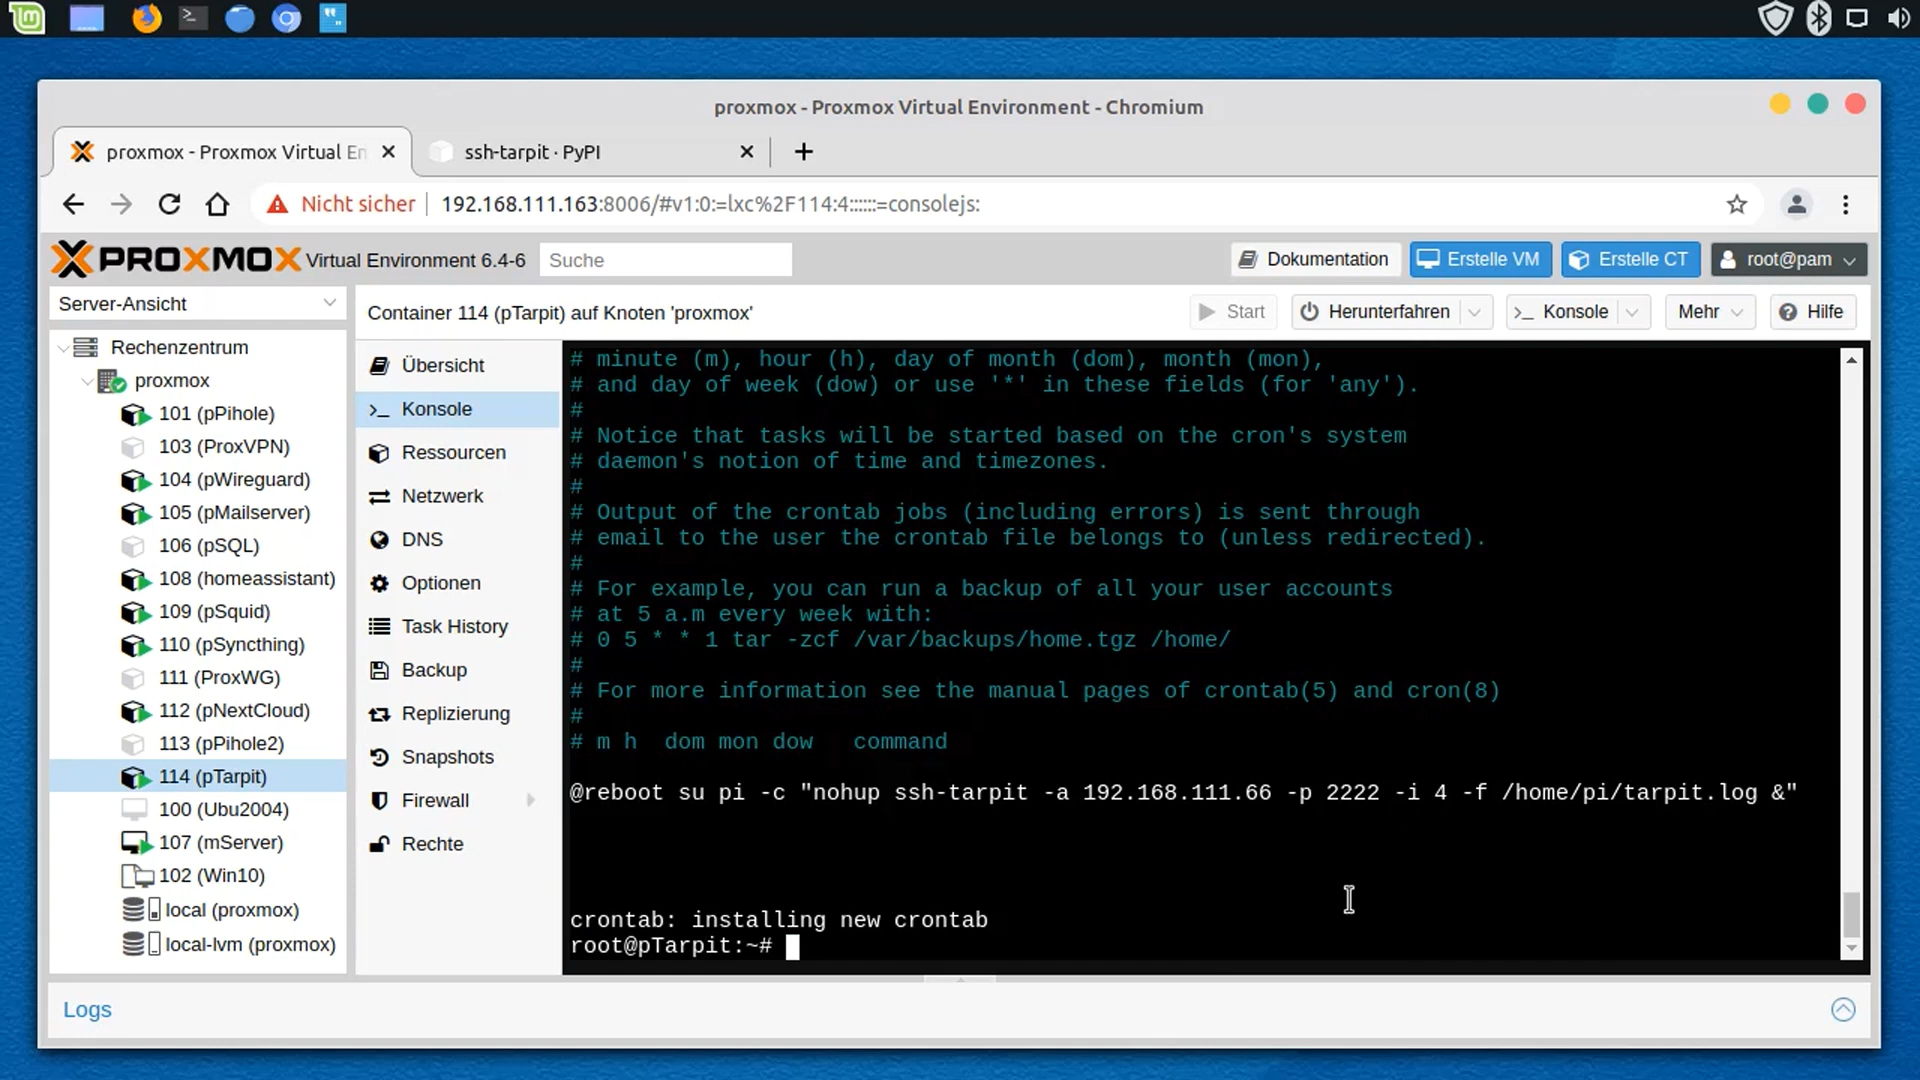 proxmox - Proxmox Virtual Environment - Chromium
proxmox - Proxmox Virtual En
ssh-tarpit · PyPI
Nicht sicher
192.168.111.163:8006/#v1:0:=lxc%2F114:4::::::=consolejs:
PROXMOX Virtual Environment 6.4-6
Suche
Dokumentation
Erstelle VM
Erstelle CT
root@pam
Server-Ansicht
Container 114 (pTarpit) auf Knoten 'proxmox'
Start
Herunterfahren
Konsole
Mehr
Hilfe
Rechenzentrum
proxmox
101 (pPihole)
103 (ProxVPN)
104 (pWireguard)
105 (pMailserver)
106 (pSQL)
108 (homeassistant)
109 (pSquid)
110 (pSyncthing)
111 (ProxWG)
112 (pNextCloud)
113 (pPihole2)
114 (pTarpit)
100 (Ubu2004)
107 (mServer)
102 (Win10)
local (proxmox)
local-lvm (proxmox)
Übersicht
Konsole
Ressourcen
Netzwerk
DNS
Optionen
Task History
Backup
Replizierung
Snapshots
Firewall
Rechte
# minute (m), hour (h), day of month (dom), month (mon),
# and day of week (dow) or use '*' in these fields (for 'any').
#
# Notice that tasks will be started based on the cron's system
# daemon's notion of time and timezones.
#
# Output of the crontab jobs (including errors) is sent through
# email to the user the crontab file belongs to (unless redirected).
#
# For example, you can run a backup of all your user accounts
# at 5 a.m every week with:
# 0 5 * * 1 tar -zcf /var/backups/home.tgz /home/
#
# For more information see the manual pages of crontab(5) and cron(8)
#
# m h  dom mon dow   command
@reboot su pi -c "nohup ssh-tarpit -a 192.168.111.66 -p 2222 -i 4 -f /home/pi/tarpit.log &"
crontab: installing new crontab
root@pTarpit:~#
Logs